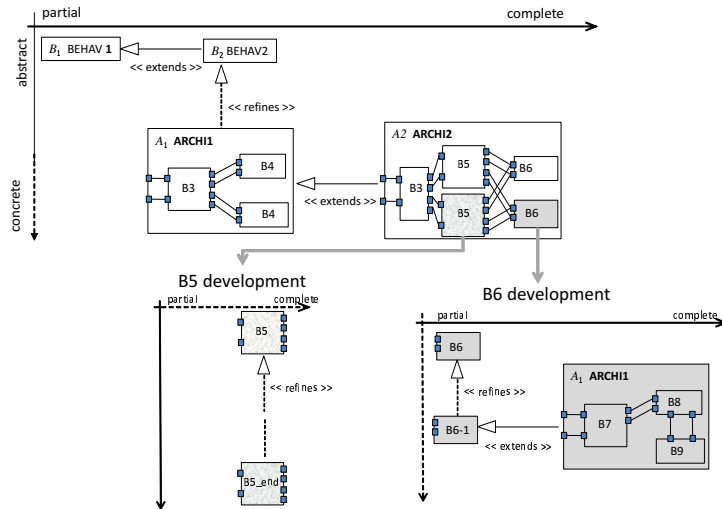 partial
complete
abstract
concrete
B1 BEHAV 1
B2 BEHAV2
<< extends >>
<< refines >>
A1 ARCHI1
B3
B4
B4
<< extends >>
A2 ARCHI2
B3
B5
B5
B6
B6
B5 development
partial
complete
B5
<< refines >>
B5_end
B6 development
partial
complete
B6
<< refines >>
B6-1
<< extends >>
A1 ARCHI1
B7
B8
B9